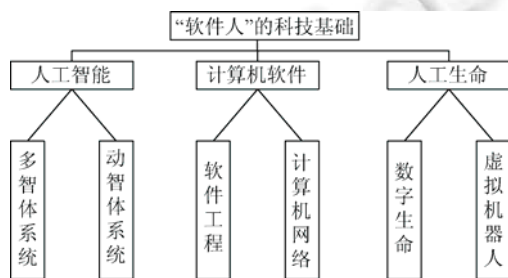 “软件人”的科技基础
人工智能
计算机软件
人工生命
多智体系统
动智体系统
软件工程
计算机网络
数字生命
虚拟机器人